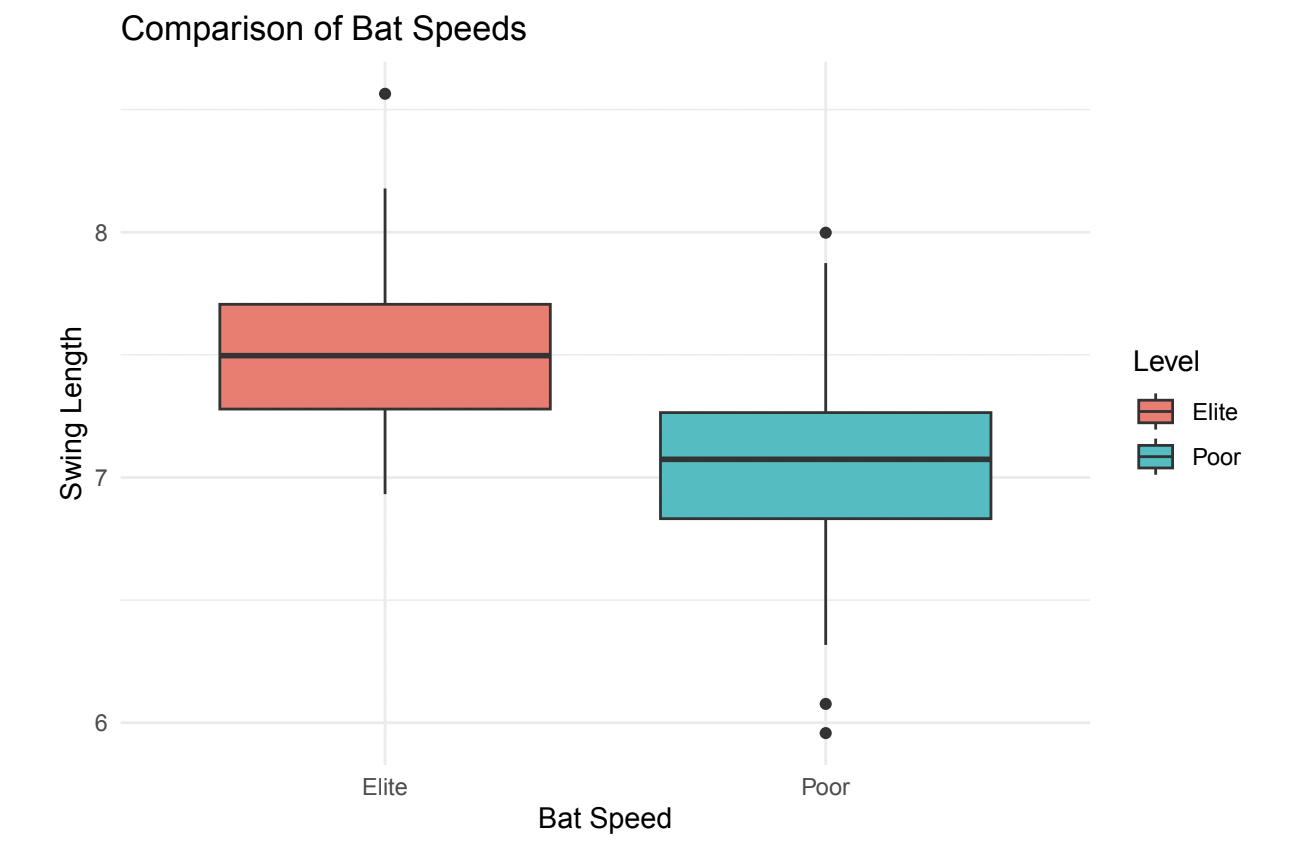 Comparison of Bat Speeds
8
7
6
Swing Length
Elite
Poor
Bat Speed
Level
Elite
Poor